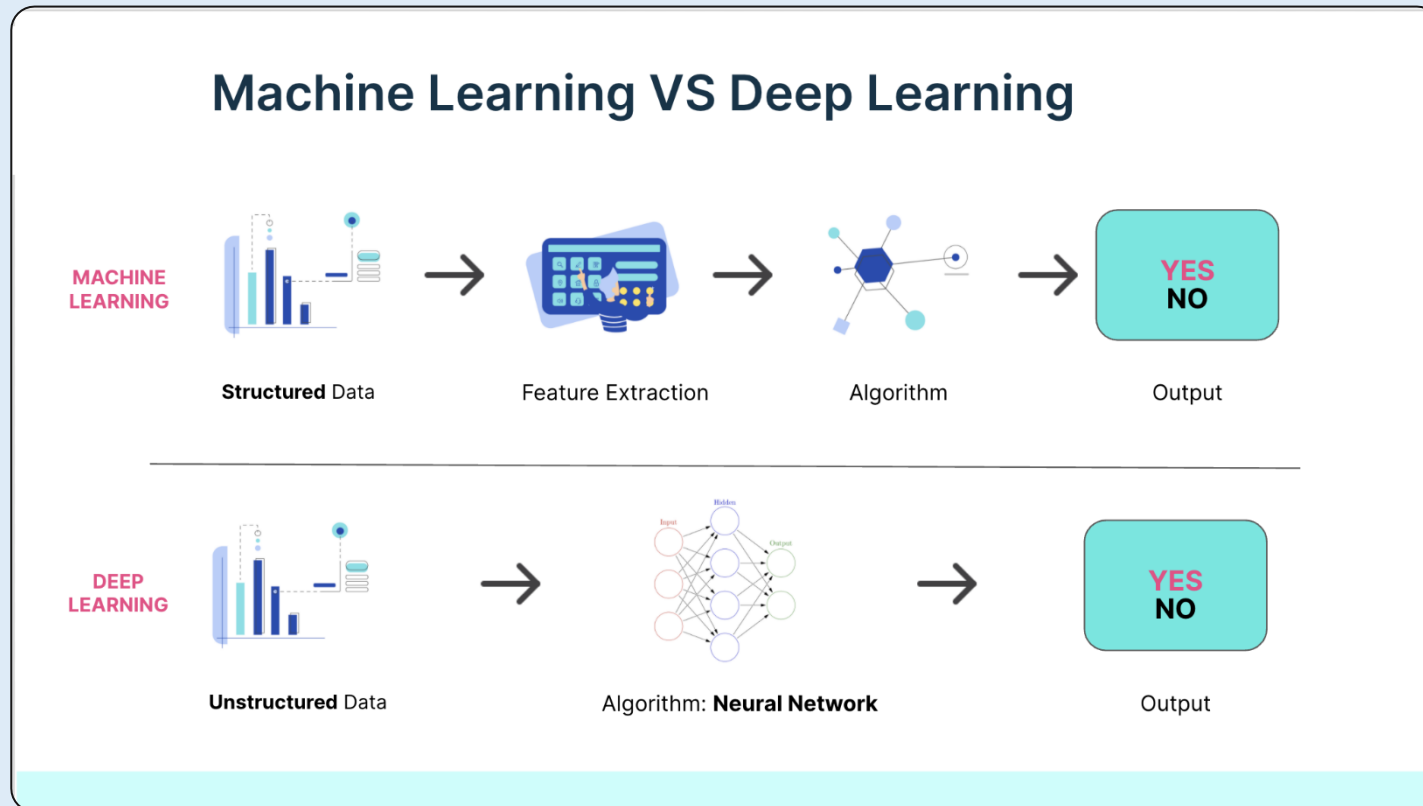 Machine Learning VS Deep Learning
MACHINE
LEARNING
YES
NO
Structured Data
Feature Extraction
Algorithm
Output
DEEP
LEARNING
Input
Hidden
Output
YES
NO
Unstructured Data
Algorithm: Neural Network
Output